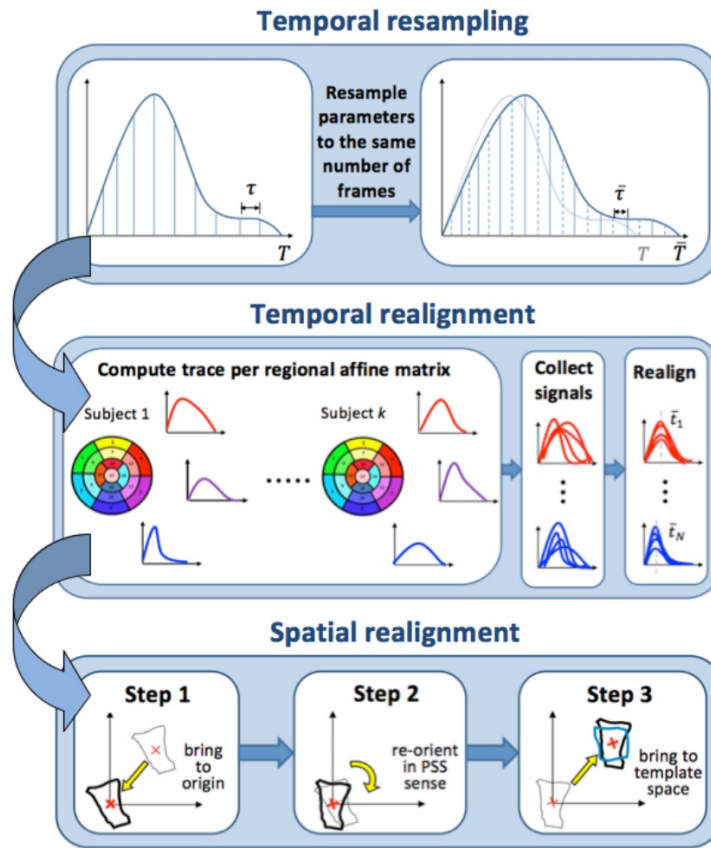 Temporal resampling
Resample
parameters
to the same
number of
frames
τ
T
τ̄
T
T̄
Temporal realignment
Compute trace per regional affine matrix
Subject 1
Subject k
Collect
signals
Realign
t̄₁
t̄N
Spatial realignment
Step 1
bring
to
origin
Step 2
re-orient
in PSS
sense
Step 3
bring to
template
space